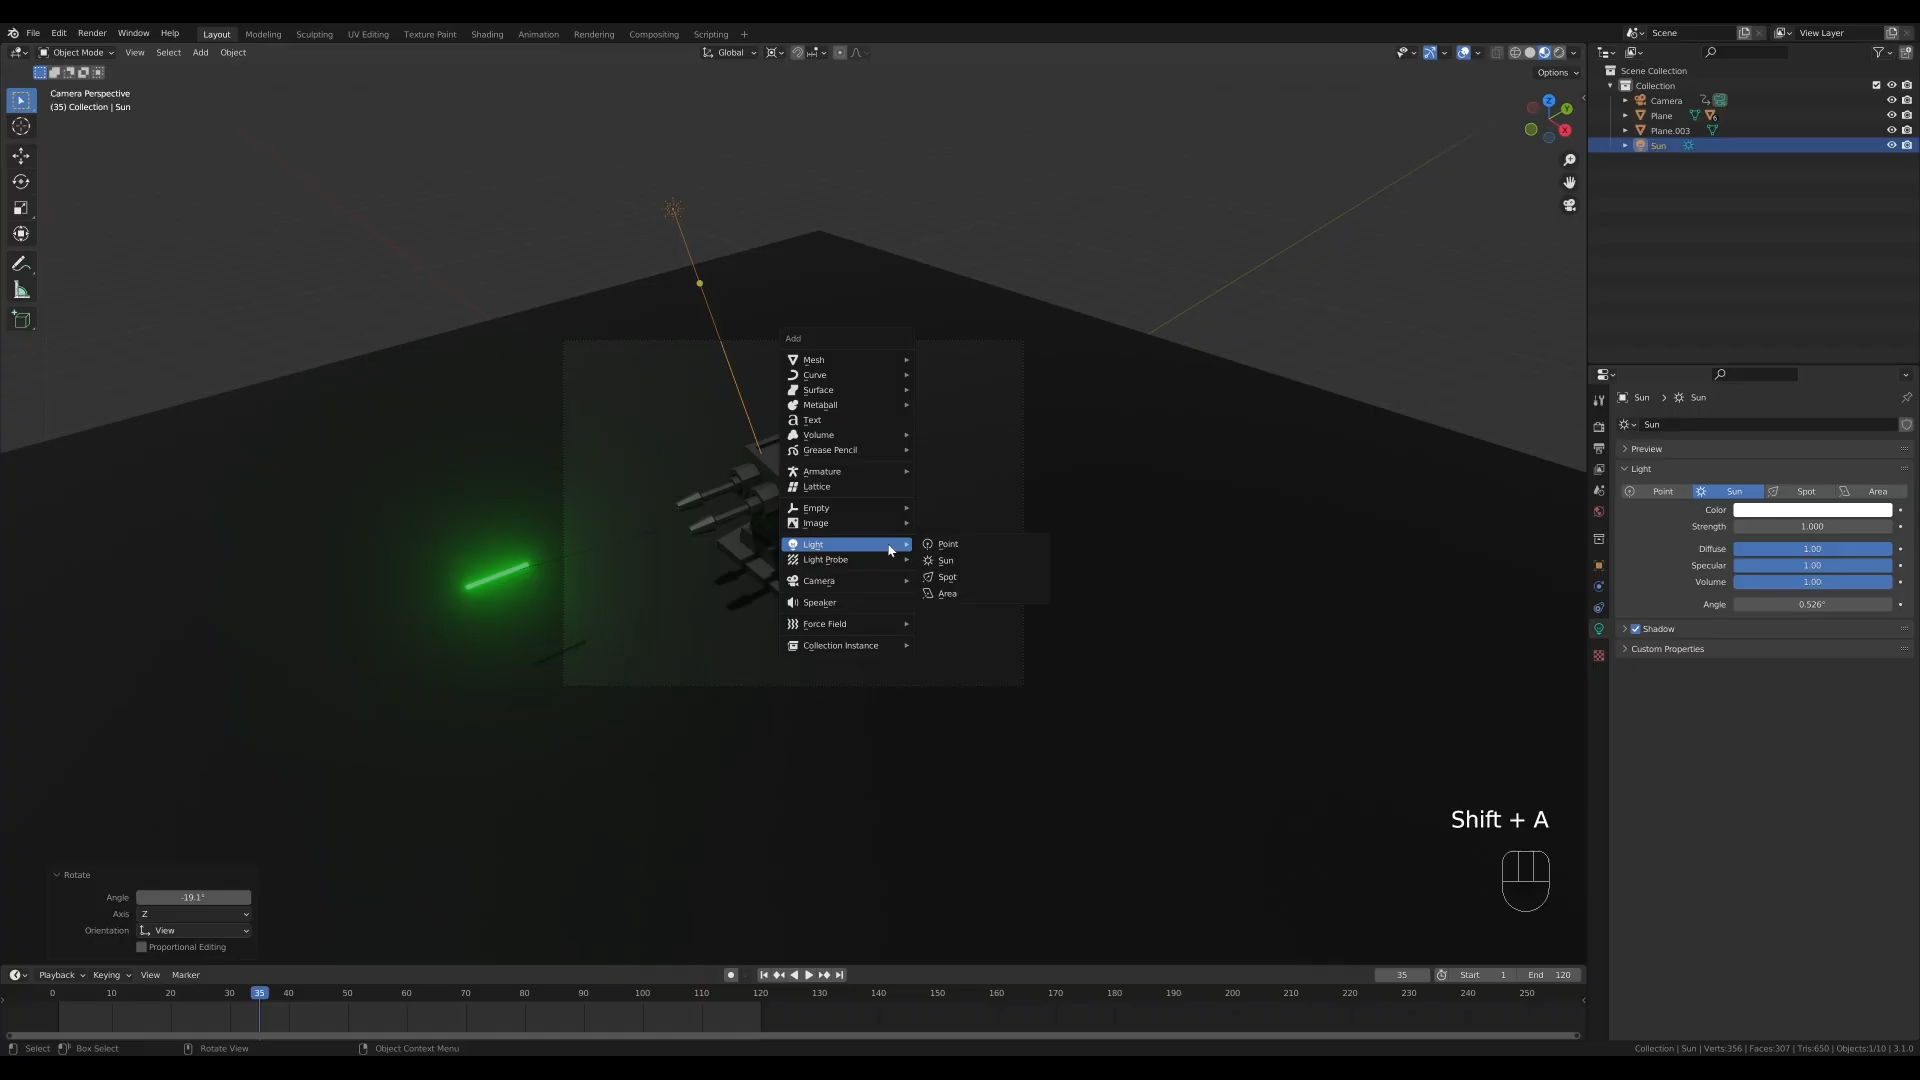 File Edit Render Window Help Layout Modeling Sculpting UV Editing Texture Paint Shading Animation Rendering Compositing Scripting + Scene View Layer
Object Mode View Select Add Object Global
Options
Camera Perspective
(35) Collection | Sun
Z
Y
X
Scene Collection
Collection
Camera
Plane 6
Plane.003
Sun
Add
Mesh
Curve
Surface
Metaball
Text
Volume
Grease Pencil
Armature
Lattice
Empty
Image
Light
Light Probe
Camera
Speaker
Force Field
Collection Instance
Point
Sun
Spot
Area
Sun > Sun
Sun
Preview
Light
Point Sun Spot Area
Color
Strength 1.000
Diffuse 1.00
Specular 1.00
Volume 1.00
Angle 0.526°
Shadow
Custom Properties
Shift + A
Rotate
Angle -19.1°
Axis Z
Orientation View
Proportional Editing
Playback Keying View Marker 35 Start 1 End 120
0 10 20 30 35 40 50 60 70 80 90 100 110 120 130 140 150 160 170 180 190 200 210 220 230 240 250
Select Box Select Rotate View Object Context Menu Collection | Sun | Verts:356 | Faces:307 | Tris:650 | Objects:1/10 | 3.1.0